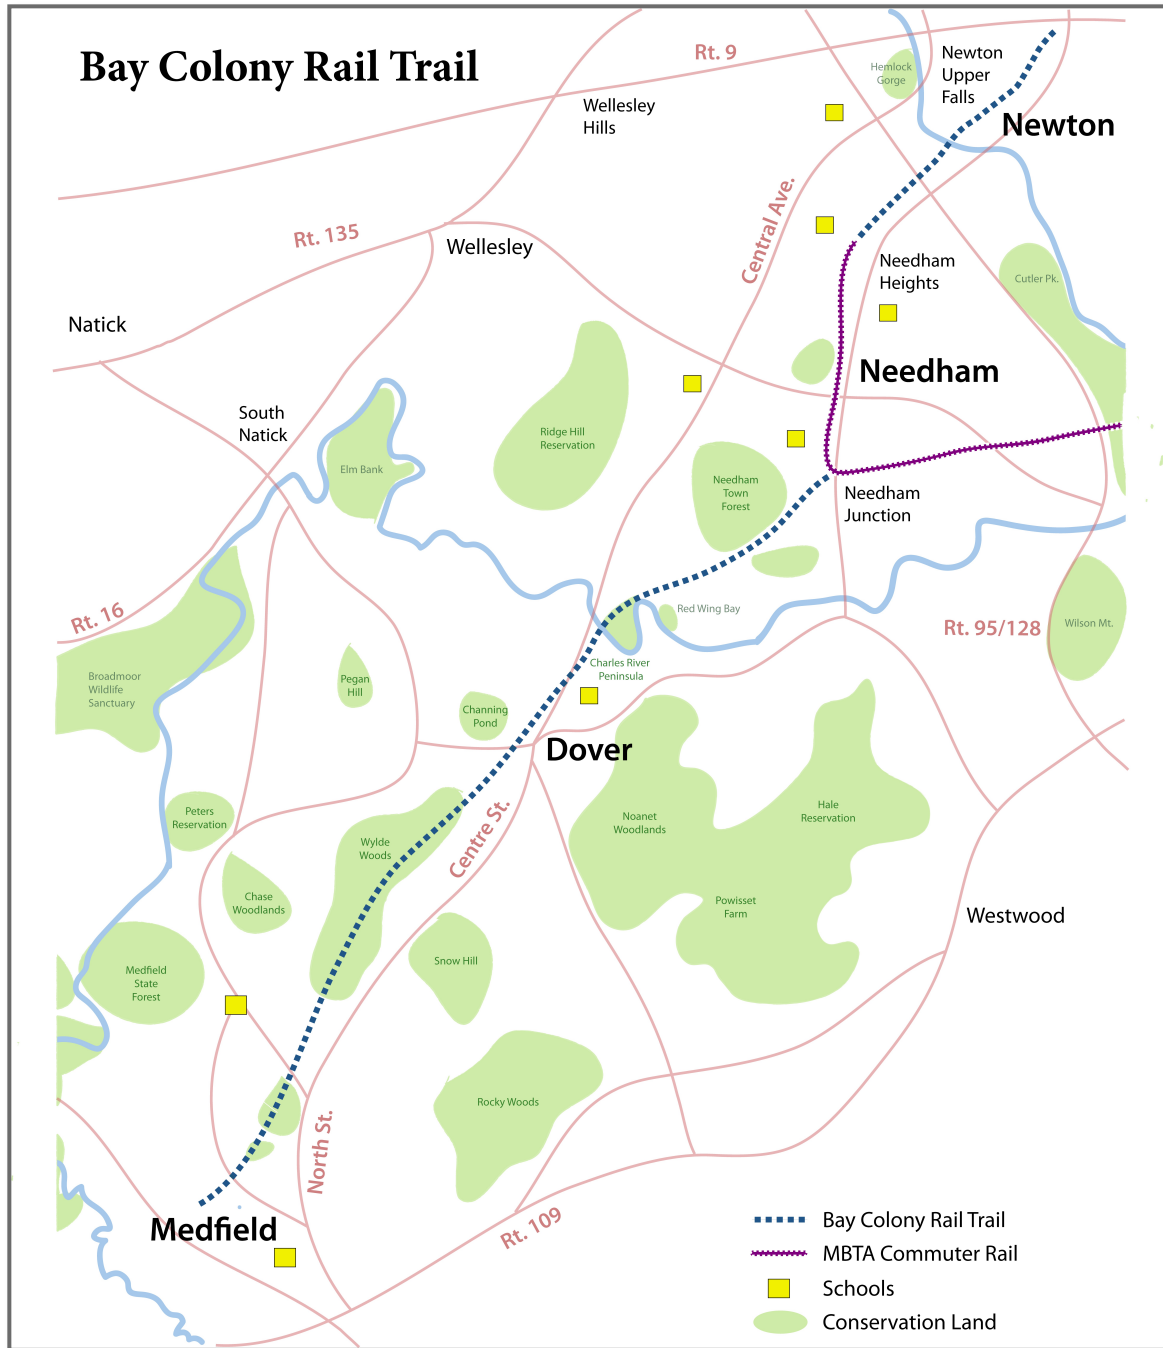 Bay Colony Rail Trail
Rt. 9
Hemlock
Gorge
Newton
Upper
Falls
Wellesley
Hills
Newton
Central Ave.
Rt. 135
Wellesley
Needham
Heights
Cutler Pk.
Natick
Needham
South
Natick
Ridge Hill
Reservation
Elm Bank
Needham
Town
Forest
Needham
Junction
Rt. 16
Red Wing Bay
Rt. 95/128
Wilson Mt.
Charles River
Peninsula
Broadmoor
Wildlife
Sanctuary
Pegan
Hill
Channing
Pond
Dover
Peters
Reservation
Wylde
Woods
Centre St.
Noanet
Woodlands
Hale
Reservation
Chase
Woodlands
Powisset
Farm
Westwood
Snow Hill
Medfield
State
Forest
Rocky Woods
North St.
Medfield
Rt. 109
Bay Colony Rail Trail
MBTA Commuter Rail
Schools
Conservation Land